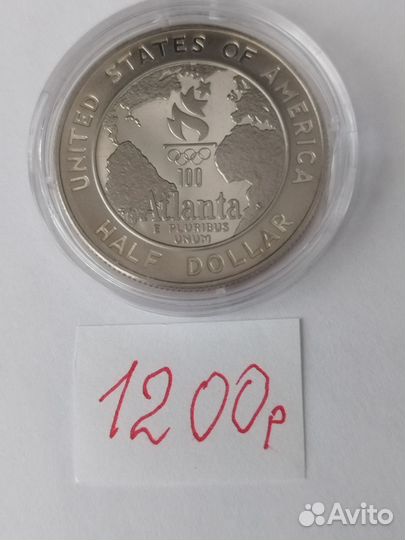 UNITED STATES OF AMERICA
100
Atlanta
E PLURIBUS
UNUM
HALF DOLLAR
1200р
Avito